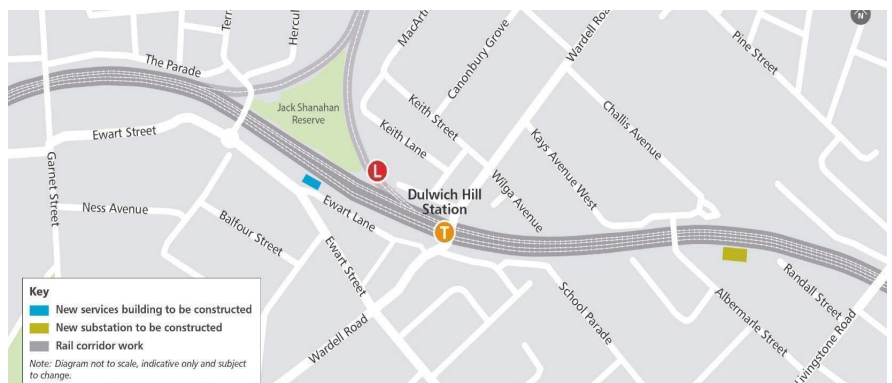 N
The Parade
Wardell Road
Pine Street
Canonbury Grove
Jack Shanahan
Reserve
Keith Street
Keith Lane
Challis Avenue
Ewart Street
Garnet Street
L
Kays Avenue West
Wilga Avenue
Dulwich Hill
Station
T
Ness Avenue
Balfour Street
Ewart Lane
Ewart Street
School Parade
Randall Street
Albermarle Street
Livingstone Road
Wardell Road
Key
New services building to be constructed
New substation to be constructed
Rail corridor work
Note: Diagram not to scale, indicative only and subject
to change.